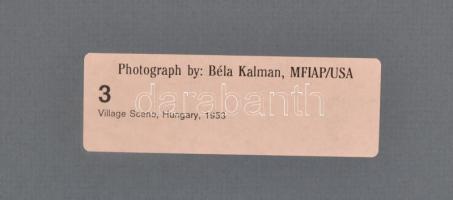 Photograph by: Béla Kalman, MFIAP/USA
3
darabanth
Village Scene, Hungary, 1953